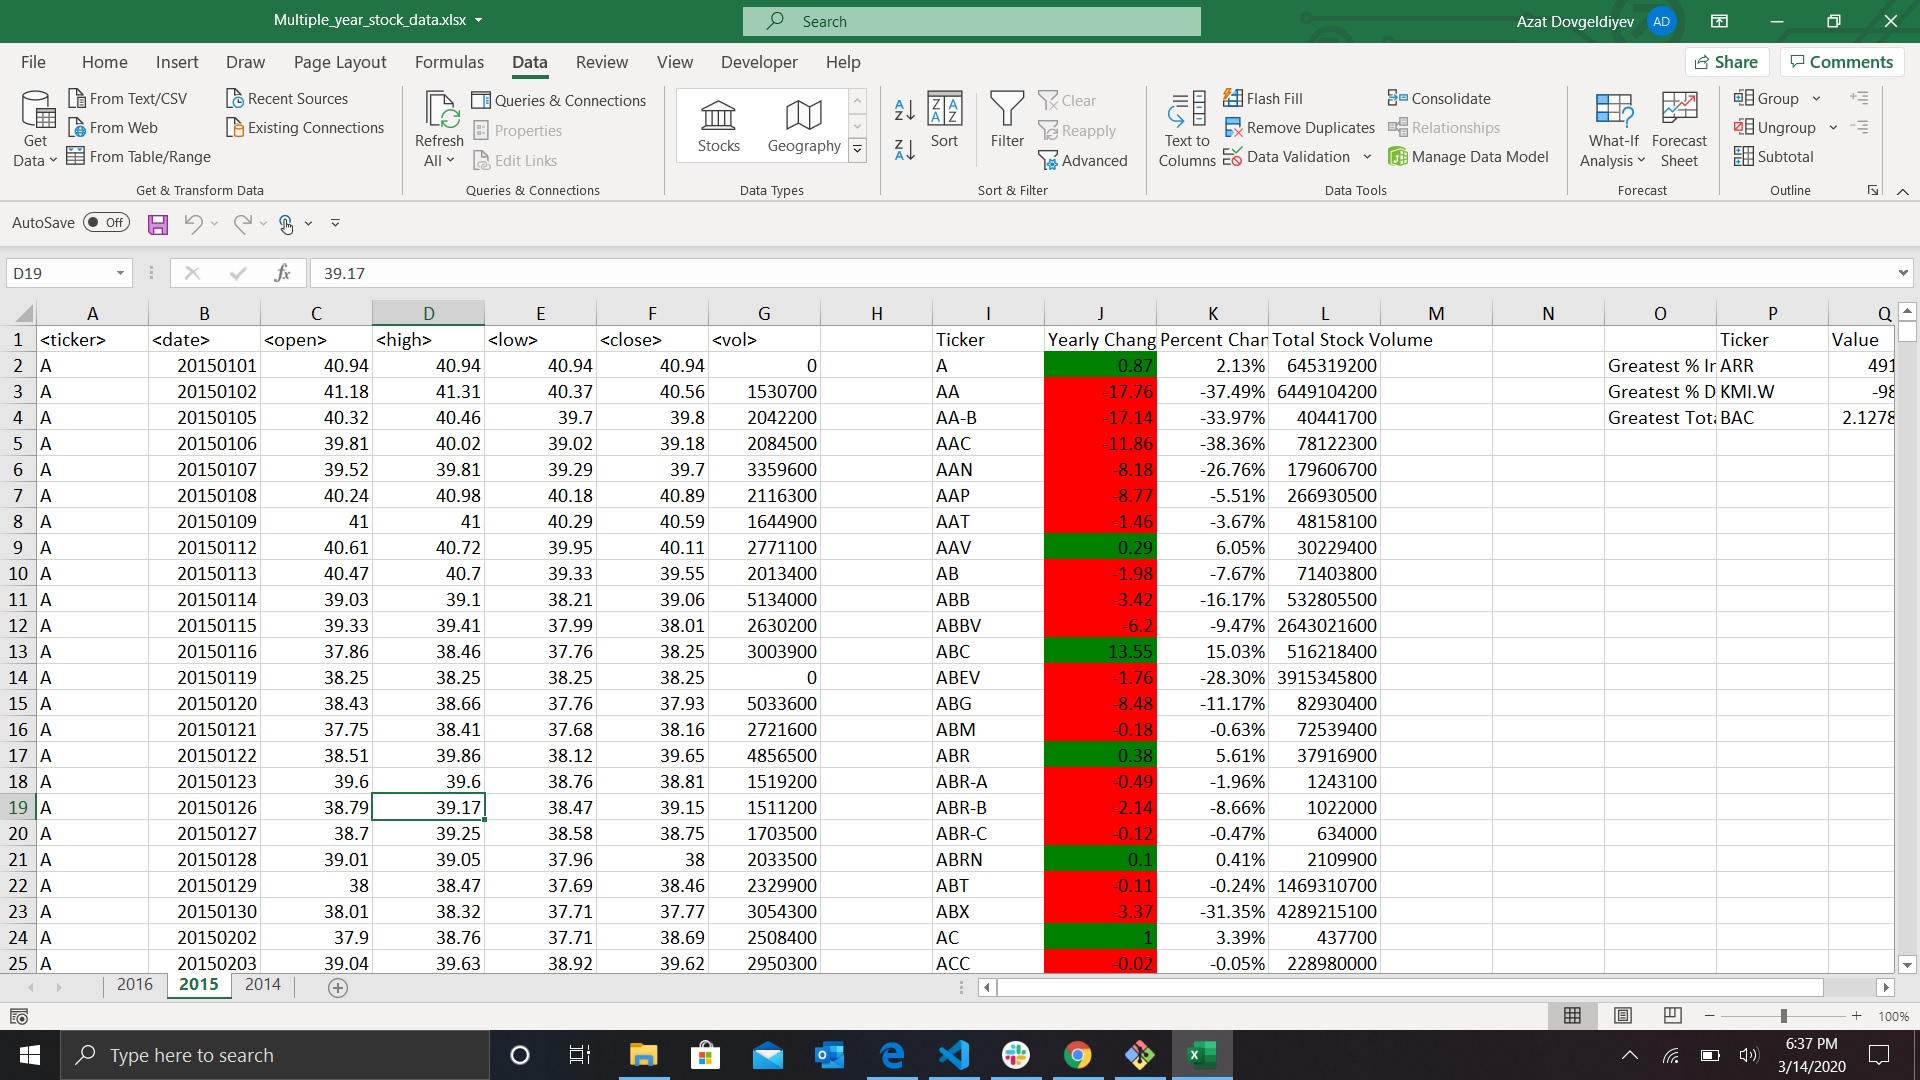 Multiple_year_stock_data.xlsx
Search
Azat Dovgeldiyev AD
File Home Insert Draw Page Layout Formulas Data Review View Developer Help Share Comments
Get Data
From Text/CSV
From Web
From Table/Range
Recent Sources
Existing Connections
Get & Transform Data
Refresh All
Queries & Connections
Properties
Edit Links
Queries & Connections
Stocks Geography
Data Types
Sort
Filter
Clear
Reapply
Advanced
Sort & Filter
Text to Columns
Flash Fill
Remove Duplicates
Data Validation
Consolidate
Relationships
Manage Data Model
Data Tools
What-If Analysis
Forecast Sheet
Forecast
Group
Ungroup
Subtotal
Outline
AutoSave Off
D19 fx 39.17
A B C D E F G H I J K L M N O P Q
1 <ticker> <date> <open> <high> <low> <close> <vol> Ticker Yearly Chang Percent Char Total Stock Volume Ticker Value
2 A 20150101 40.94 40.94 40.94 40.94 0 A 0.87 2.13% 645319200 Greatest % Ir ARR 491
3 A 20150102 41.18 41.31 40.37 40.56 1530700 AA -17.76 -37.49% 6449104200 Greatest % D KMI.W -98
4 A 20150105 40.32 40.46 39.7 39.8 2042200 AA-B -17.14 -33.97% 40441700 Greatest Tota BAC 2.1278
5 A 20150106 39.81 40.02 39.02 39.18 2084500 AAC -11.86 -38.36% 78122300
6 A 20150107 39.52 39.81 39.29 39.7 3359600 AAN -8.18 -26.76% 179606700
7 A 20150108 40.24 40.98 40.18 40.89 2116300 AAP -8.77 -5.51% 266930500
8 A 20150109 41 41 40.29 40.59 1644900 AAT -1.46 -3.67% 48158100
9 A 20150112 40.61 40.72 39.95 40.11 2771100 AAV 0.29 6.05% 30229400
10 A 20150113 40.47 40.7 39.33 39.55 2013400 AB -1.98 -7.67% 71403800
11 A 20150114 39.03 39.1 38.21 39.06 5134000 ABB -3.42 -16.17% 532805500
12 A 20150115 39.33 39.41 37.99 38.01 2630200 ABBV -6.2 -9.47% 2643021600
13 A 20150116 37.86 38.46 37.76 38.25 3003900 ABC 13.55 15.03% 516218400
14 A 20150119 38.25 38.25 38.25 38.25 0 ABEV -1.76 -28.30% 3915345800
15 A 20150120 38.43 38.66 37.76 37.93 5033600 ABG -8.48 -11.17% 82930400
16 A 20150121 37.75 38.41 37.68 38.16 2721600 ABM -0.18 -0.63% 72539400
17 A 20150122 38.51 39.86 38.12 39.65 4856500 ABR 0.38 5.61% 37916900
18 A 20150123 39.6 39.6 38.76 38.81 1519200 ABR-A -0.49 -1.96% 1243100
19 A 20150126 38.79 39.17 38.47 39.15 1511200 ABR-B -2.14 -8.66% 1022000
20 A 20150127 38.7 39.25 38.58 38.75 1703500 ABR-C -0.12 -0.47% 634000
21 A 20150128 39.01 39.05 37.96 38 2033500 ABRN 0.1 0.41% 2109900
22 A 20150129 38 38.47 37.69 38.46 2329900 ABT -0.11 -0.24% 1469310700
23 A 20150130 38.01 38.32 37.71 37.77 3054300 ABX -3.37 -31.35% 4289215100
24 A 20150202 37.9 38.76 37.71 38.69 2508400 AC 1 3.39% 437700
25 A 20150203 39.04 39.63 38.92 39.62 2950300 ACC -0.02 -0.05% 228980000
2016 2015 2014
100%
Type here to search
6:37 PM
3/14/2020